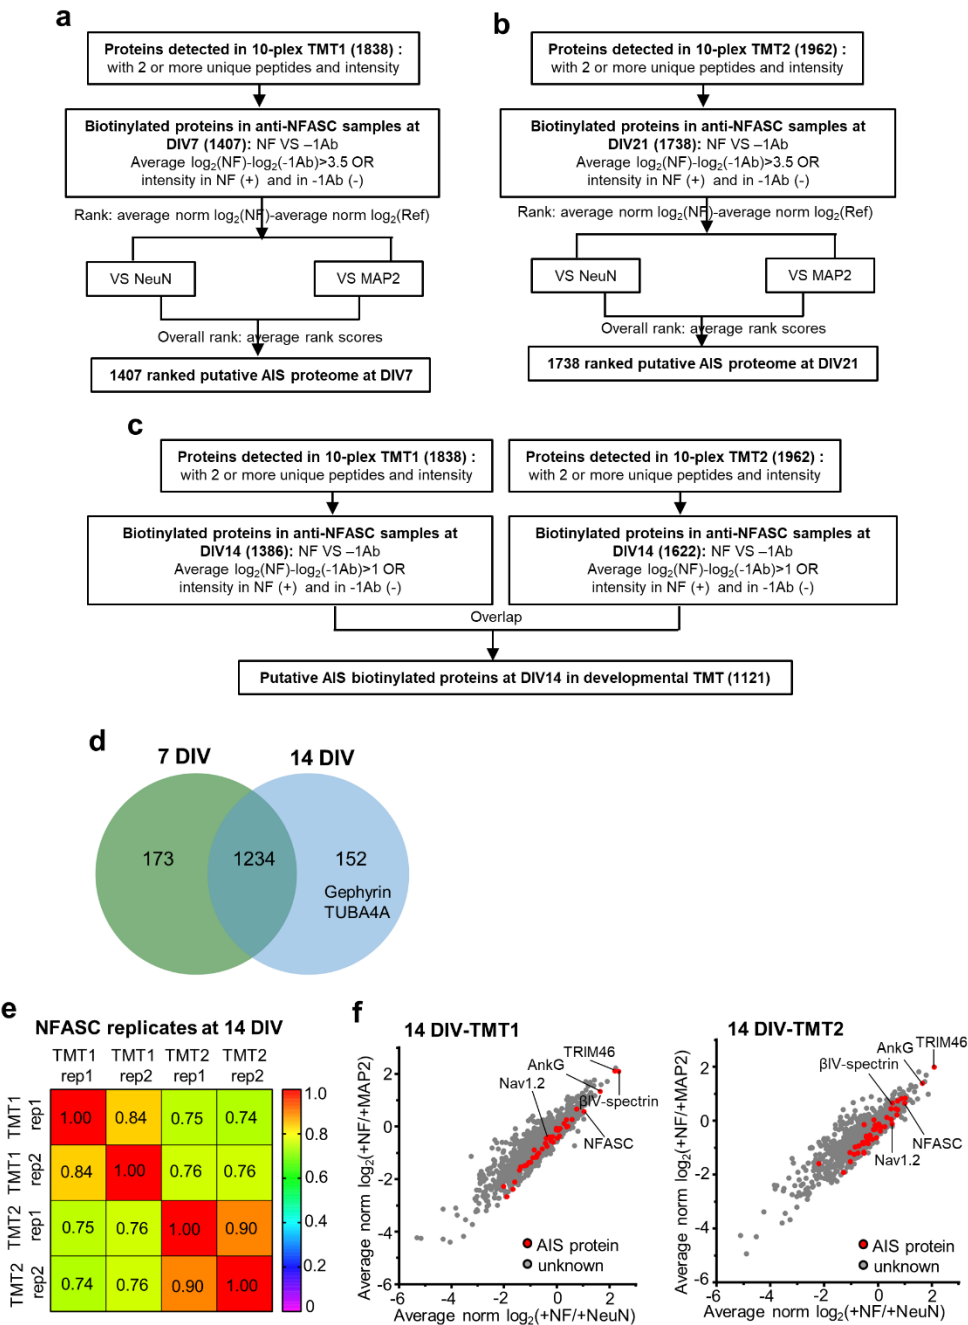 a
Proteins detected in 10-plex TMT1 (1838) :
with 2 or more unique peptides and intensity
Biotinylated proteins in anti-NFASC samples at
DIV7 (1407): NF VS –1Ab
Average log2(NF)-log2(-1Ab)>3.5 OR
intensity in NF (+) and in -1Ab (-)
Rank: average norm log2(NF)-average norm log2(Ref)
VS NeuN
VS MAP2
Overall rank: average rank scores
1407 ranked putative AIS proteome at DIV7
b
Proteins detected in 10-plex TMT2 (1962) :
with 2 or more unique peptides and intensity
Biotinylated proteins in anti-NFASC samples at
DIV21 (1738): NF VS –1Ab
Average log2(NF)-log2(-1Ab)>3.5 OR
intensity in NF (+) and in -1Ab (-)
Rank: average norm log2(NF)-average norm log2(Ref)
VS NeuN
VS MAP2
Overall rank: average rank scores
1738 ranked putative AIS proteome at DIV21
c
Proteins detected in 10-plex TMT1 (1838) :
with 2 or more unique peptides and intensity
Biotinylated proteins in anti-NFASC samples at
DIV14 (1386): NF VS –1Ab
Average log2(NF)-log2(-1Ab)>1 OR
intensity in NF (+) and in -1Ab (-)
Proteins detected in 10-plex TMT2 (1962) :
with 2 or more unique peptides and intensity
Biotinylated proteins in anti-NFASC samples at
DIV14 (1622): NF VS –1Ab
Average log2(NF)-log2(-1Ab)>1 OR
intensity in NF (+) and in -1Ab (-)
Overlap
Putative AIS biotinylated proteins at DIV14 in developmental TMT (1121)
d
7 DIV
14 DIV
173
1234
152
Gephyrin
TUBA4A
e
NFASC replicates at 14 DIV
TMT1 TMT1 TMT2 TMT2
rep1 rep2 rep1 rep2
TMT1
rep1
1.00 0.84 0.75 0.74
TMT1
rep2
0.84 1.00 0.76 0.76
TMT2
rep1
0.75 0.76 1.00 0.90
TMT2
rep2
0.74 0.76 0.90 1.00
1.0
0.8
0.6
0.4
0.2
0
f
14 DIV-TMT1
Average norm log2(+NF/+MAP2)
2
0
-2
-4
-6
-6 -4 -2 0 2
Average norm log2(+NF/+NeuN)
TRIM46
AnkG
Nav1.2
βIV-spectrin
NFASC
AIS protein
unknown
14 DIV-TMT2
Average norm log2(+NF/+MAP2)
2
0
-2
-4
-6
-6 -4 -2 0 2
Average norm log2(+NF/+NeuN)
TRIM46
AnkG
βIV-spectrin
NFASC
Nav1.2
AIS protein
unknown